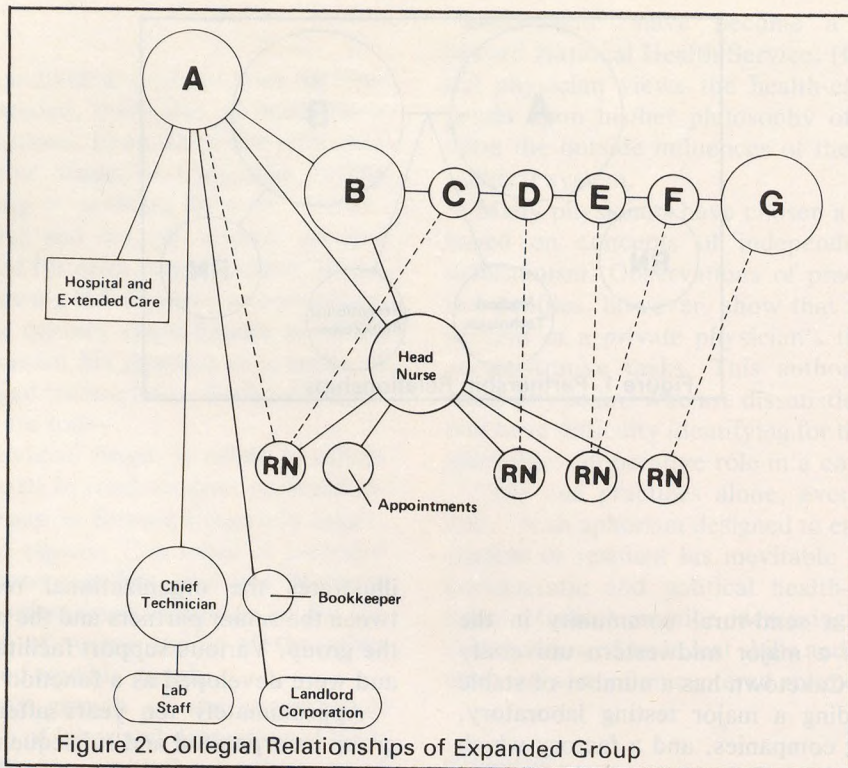 A
B
C
D
E
F
G
Hospital and
Extended Care
Head
Nurse
RN
RN
RN
RN
Appointments
Chief
Technician
Bookkeeper
Lab
Staff
Landlord
Corporation
Figure 2. Collegial Relationships of Expanded Group